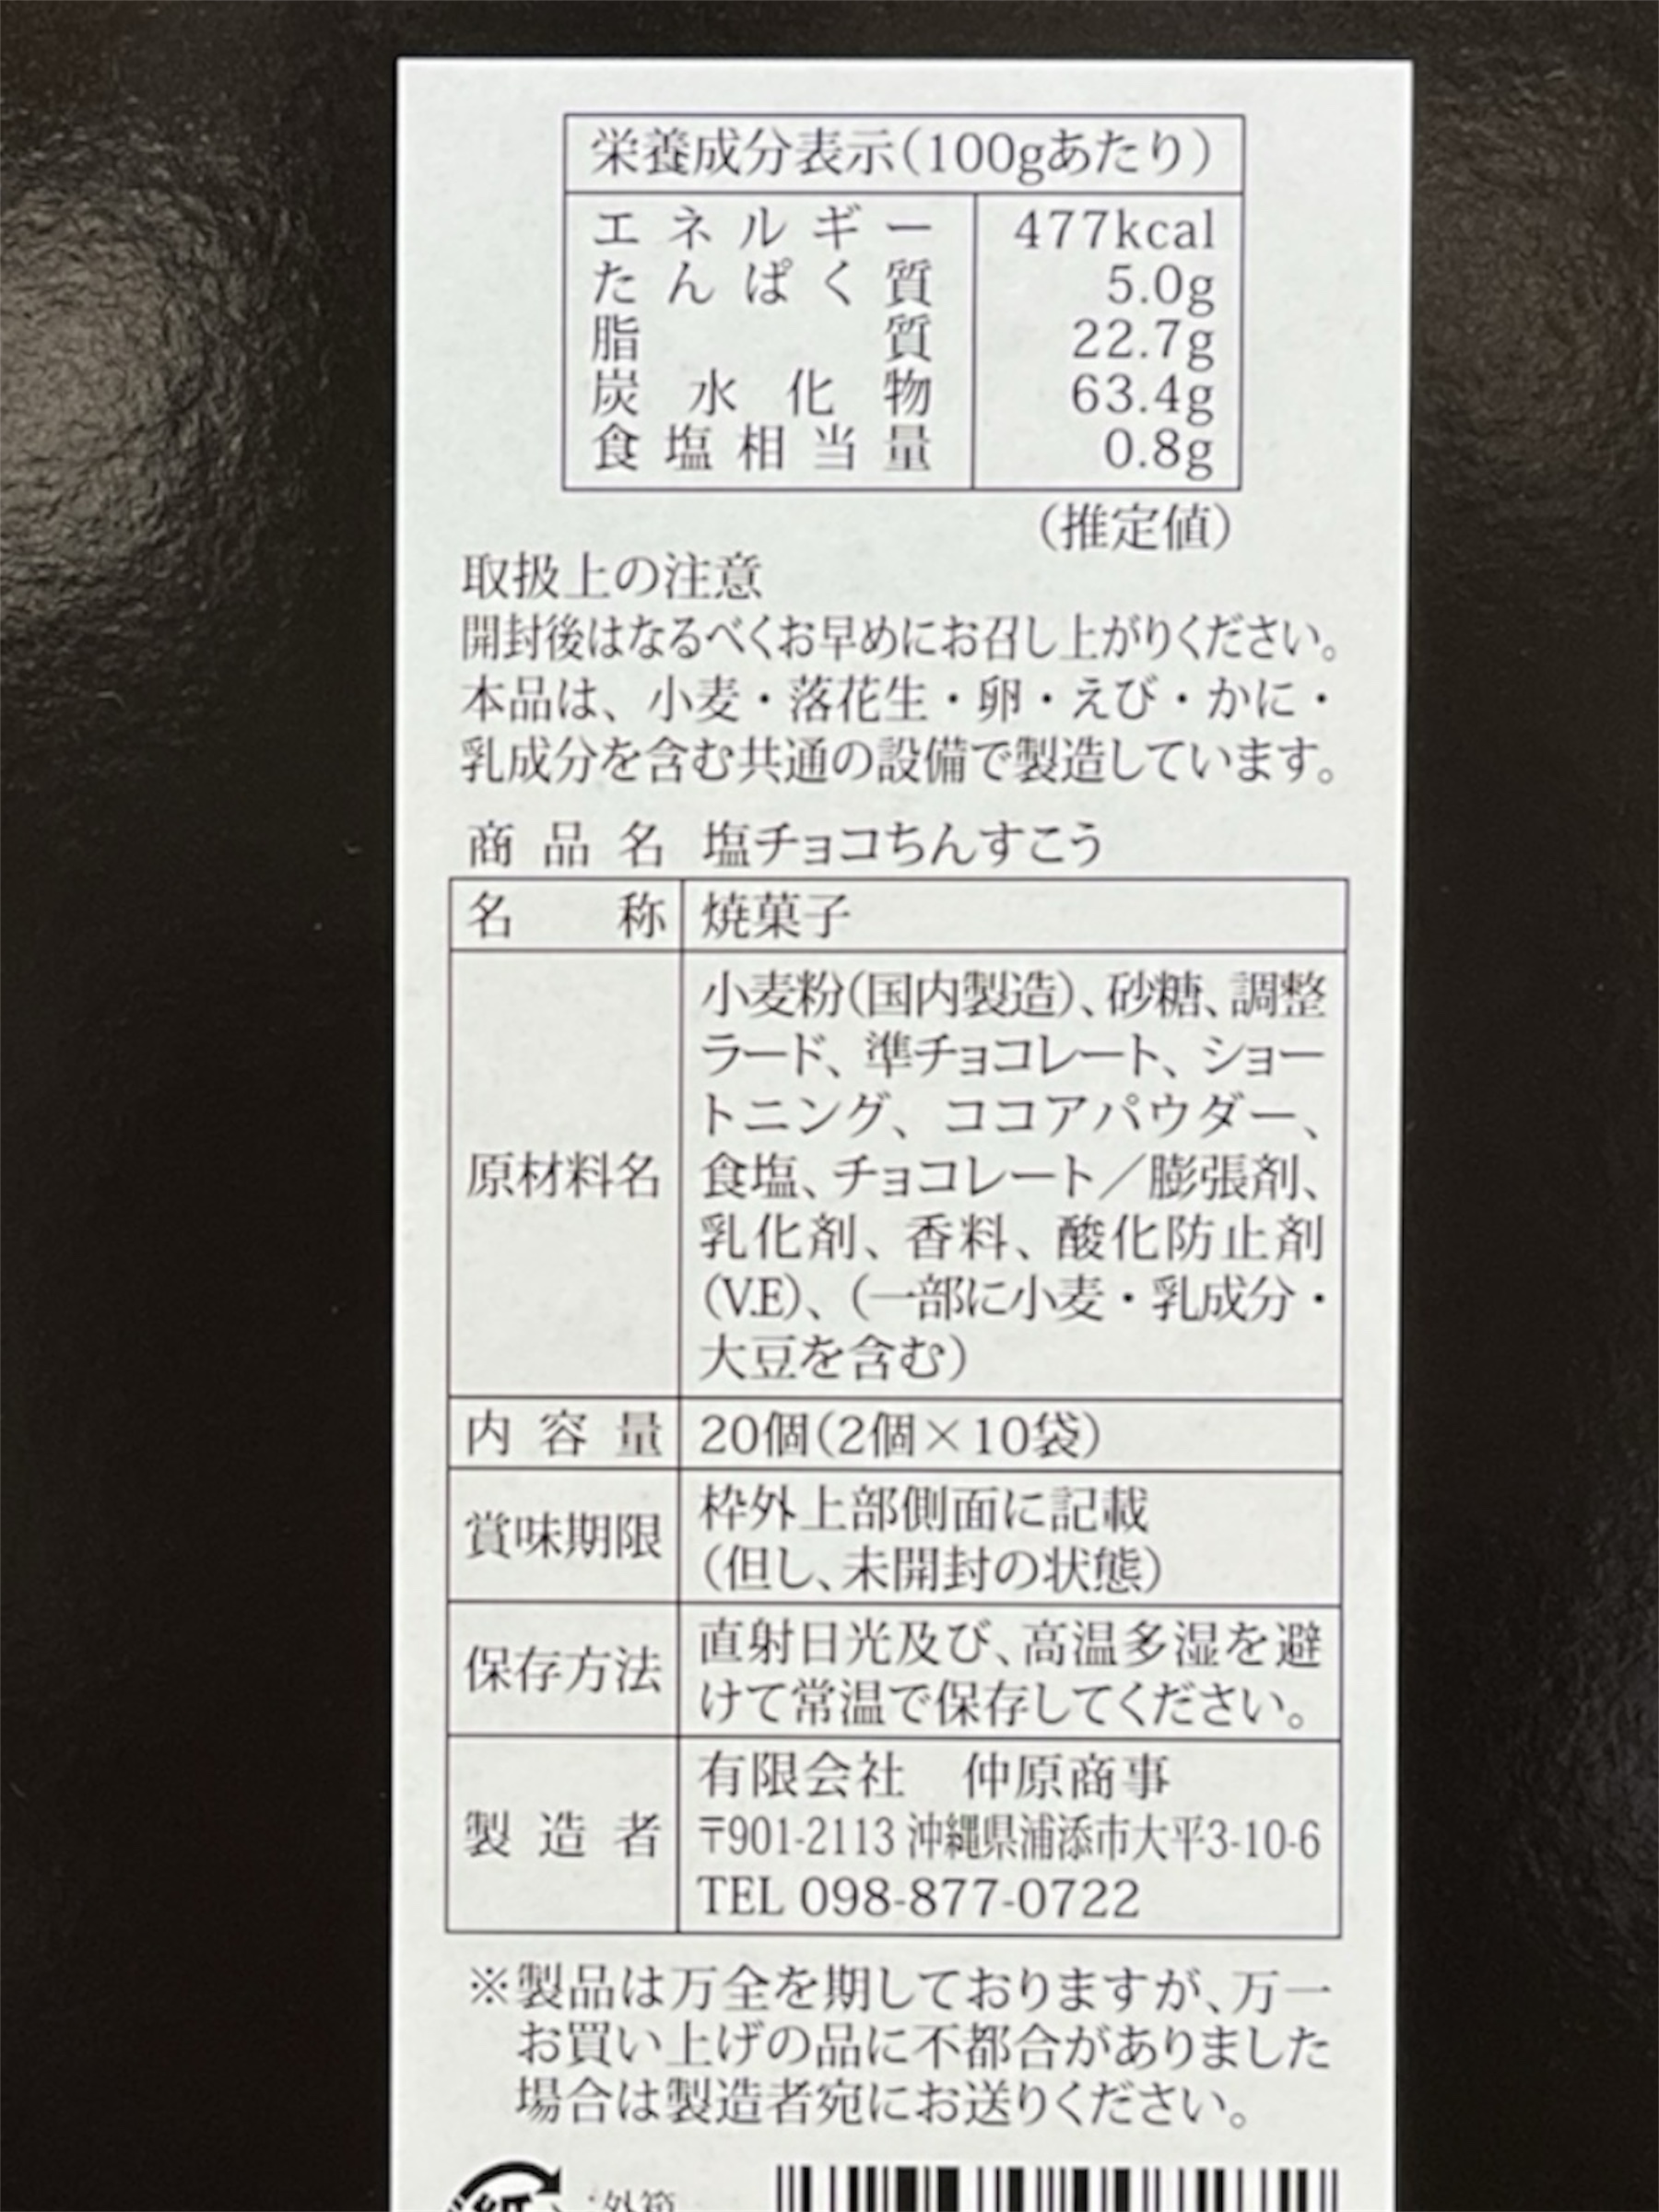 栄養成分表示(100gあたり)
エネルギー 477kcal
たんぱく質 5.0g
脂質 22.7g
炭水化物 63.4g
食塩相当量 0.8g
(推定値)
取扱上の注意
開封後はなるべくお早めにお召し上がりください。
本品は、小麦・落花生・卵・えび・かに・
乳成分を含む共通の設備で製造しています。
商品名 塩チョコちんすこう
名称 焼菓子
原材料名
小麦粉(国内製造)、砂糖、調整
ラード、準チョコレート、ショー
トニング、ココアパウダー、
食塩、チョコレート／膨張剤、
乳化剤、香料、酸化防止剤
(V.E)、(一部に小麦・乳成分・
大豆を含む)
内容量 20個(2個×10袋)
賞味期限
枠外上部側面に記載
(但し、未開封の状態)
保存方法
直射日光及び、高温多湿を避
けて常温で保存してください。
製造者
有限会社 仲原商事
〒901-2113 沖縄県浦添市大平3-10-6
TEL 098-877-0722
※製品は万全を期しておりますが、万一
お買い上げの品に不都合がありました
場合は製造者宛にお送りください。
外箱